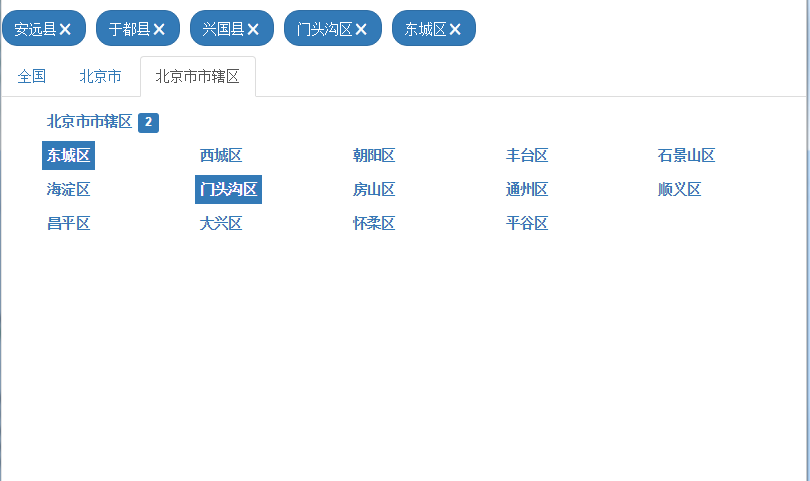 安远县 于都县 兴国县 门头沟区 东城区
全国 北京市 北京市市辖区
北京市市辖区 2
东城区 西城区 朝阳区 丰台区 石景山区
海淀区 门头沟区 房山区 通州区 顺义区
昌平区 大兴区 怀柔区 平谷区